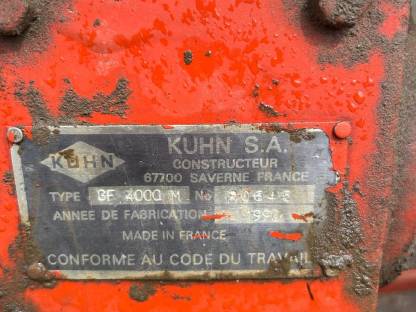 KUHN
KUHN S.A.
CONSTRUCTEUR
67700 SAVERNE FRANCE
TYPE GF 4000 M No
ANNEE DE FABRICATION
MADE IN FRANCE
CONFORME AU CODE DU TRAVAIL